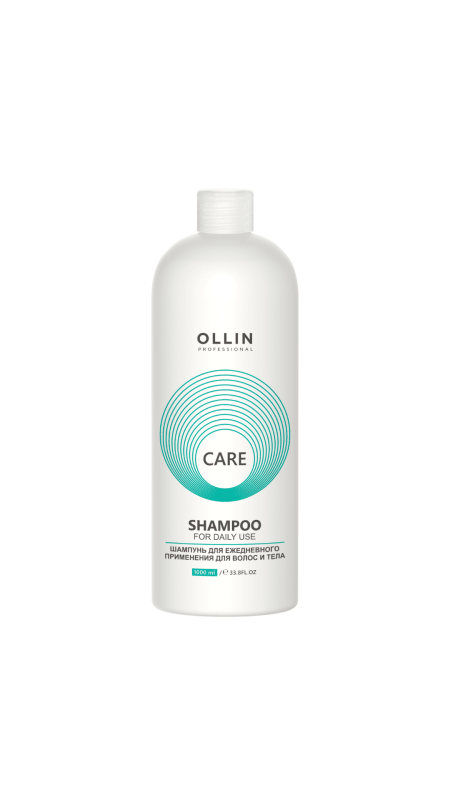 OLLIN
PROFESSIONAL
CARE
SHAMPOO
FOR DAILY USE
ШАМПУНЬ ДЛЯ ЕЖЕДНЕВНОГО
ПРИМЕНЕНИЯ ДЛЯ ВОЛОС И ТЕЛА
1000 ml /℮ 33.8FL.OZ